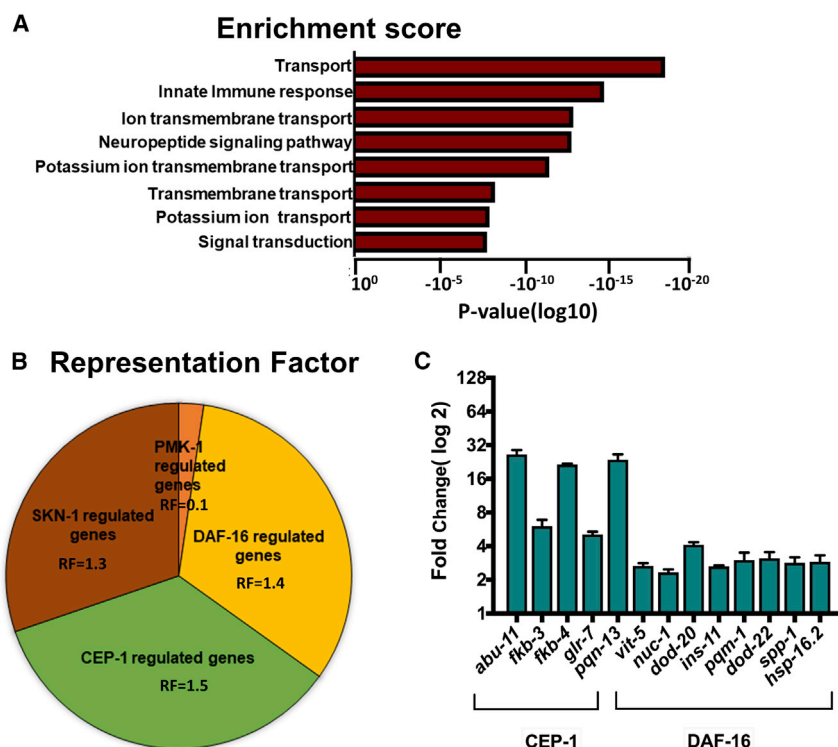 A
Enrichment score
Transport
Innate Immune response
Ion transmembrane transport
Neuropeptide signaling pathway
Potassium ion transmembrane transport
Transmembrane transport
Potassium ion transport
Signal transduction
10⁰ -10⁻⁵ -10⁻¹⁰ -10⁻¹⁵ -10⁻²⁰
P-value(log10)
B
Representation Factor
PMK-1
regulated
genes
RF=0.1
SKN-1 regulated
genes
RF=1.3
DAF-16 regulated
genes
RF=1.4
CEP-1 regulated genes
RF=1.5
C
Fold Change( log 2)
128
64
32
16
8
4
2
1
abu-11
fkb-3
fkb-4
glr-7
pqn-13
vit-5
nuc-1
dod-20
ins-11
pqm-1
dod-22
spp-1
hsp-16.2
CEP-1
DAF-16